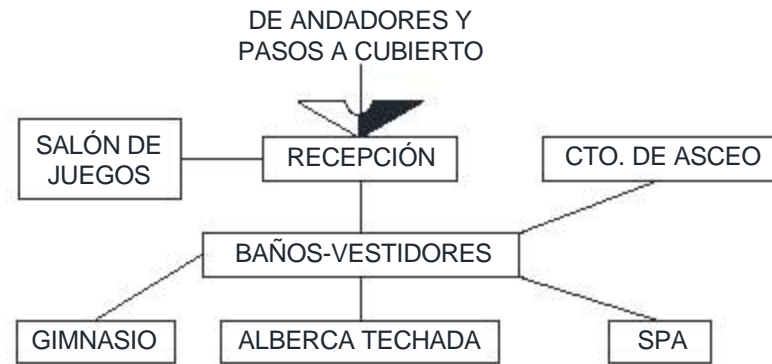 DE ANDADORES Y
PASOS A CUBIERTO
SALÓN DE
JUEGOS
RECEPCIÓN
CTO. DE ASCEO
BAÑOS-VESTIDORES
GIMNASIO
ALBERCA TECHADA
SPA